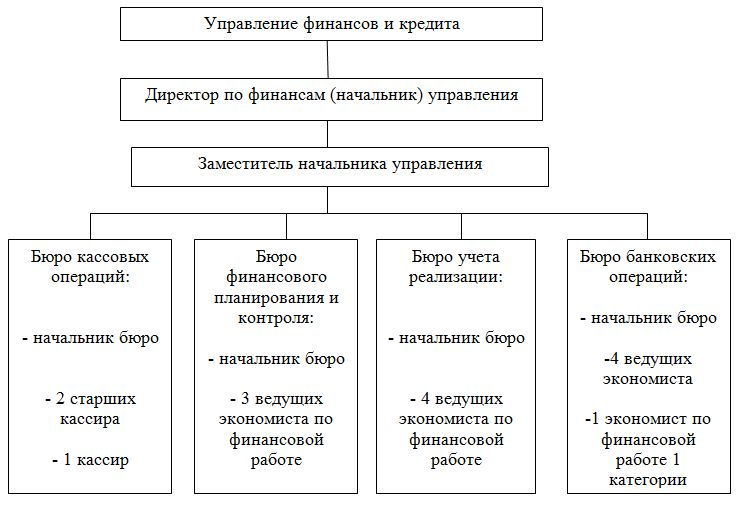 Управление финансов и кредита
Директор по финансам (начальник) управления
Заместитель начальника управления
Бюро кассовых
операций:
- начальник бюро
- 2 старших
кассира
- 1 кассир
Бюро
финансового
планирования и
контроля:
- начальник бюро
- 3 ведущих
экономиста по
финансовой
работе
Бюро учета
реализации:
- начальник бюро
- 4 ведущих
экономиста по
финансовой
работе
Бюро банковских
операций:
- начальник бюро
-4 ведущих
экономиста
-1 экономист по
финансовой
работе 1
категории